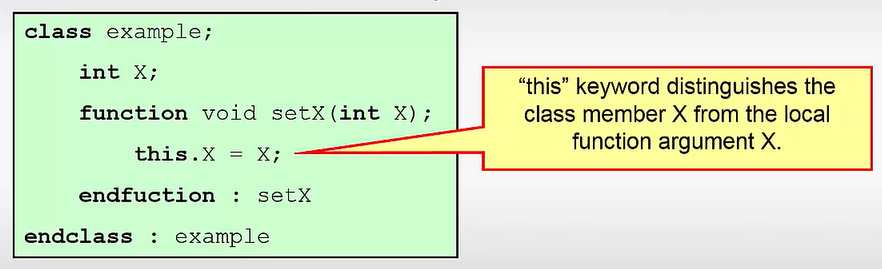 class example;
int X;
function void setX(int X);
this.X = X;
endfuction : setX
endclass : example
“this” keyword distinguishes the
class member X from the local
function argument X.